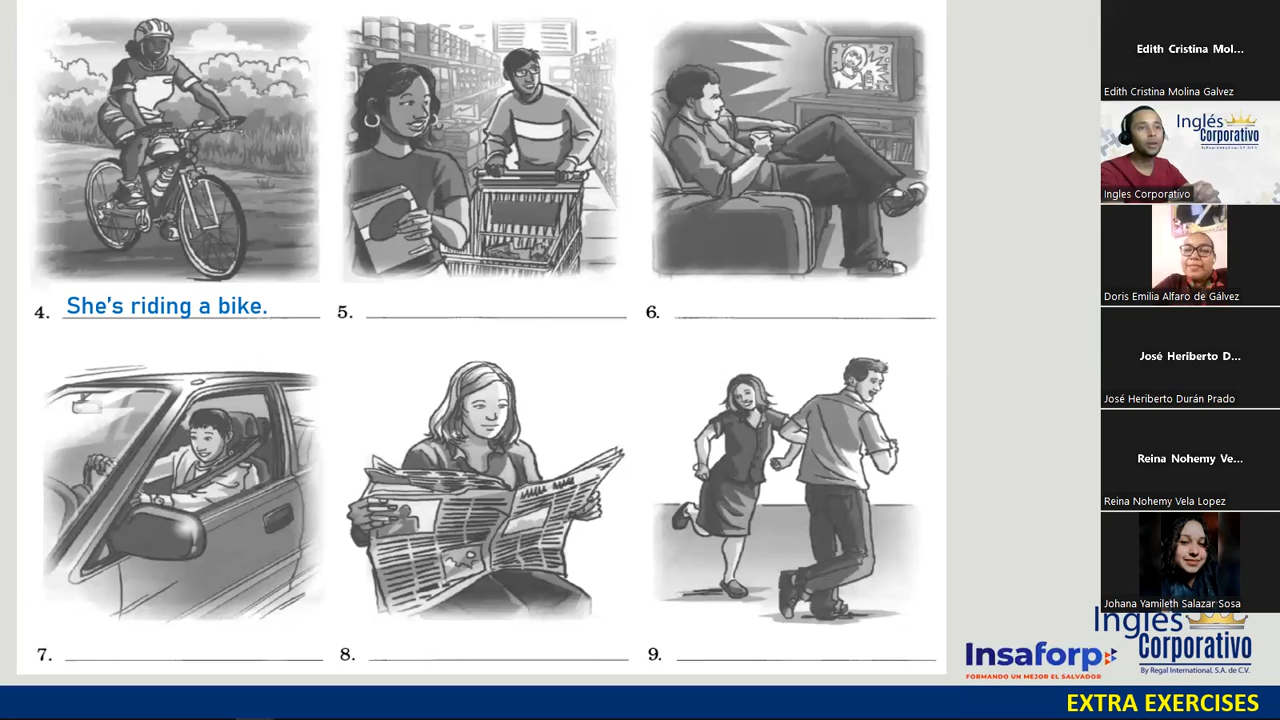 4. She's riding a bike.
5.
6.
7.
8.
9.
Edith Cristina Mol...
Edith Cristina Molina Galvez
Inglés
Corporativo
Ingles Corporativo
Doris Emilia Alfaro de Gálvez
José Heriberto D...
José Heriberto Durán Prado
Reina Nohemy Ve...
Reina Nohemy Vela Lopez
Johana Yamileth Salazar Sosa
Insaforp
FORMANDO UN MEJOR EL SALVADOR
Inglés
Corporativo
By Regal International, S.A. de C.V.
EXTRA EXERCISES